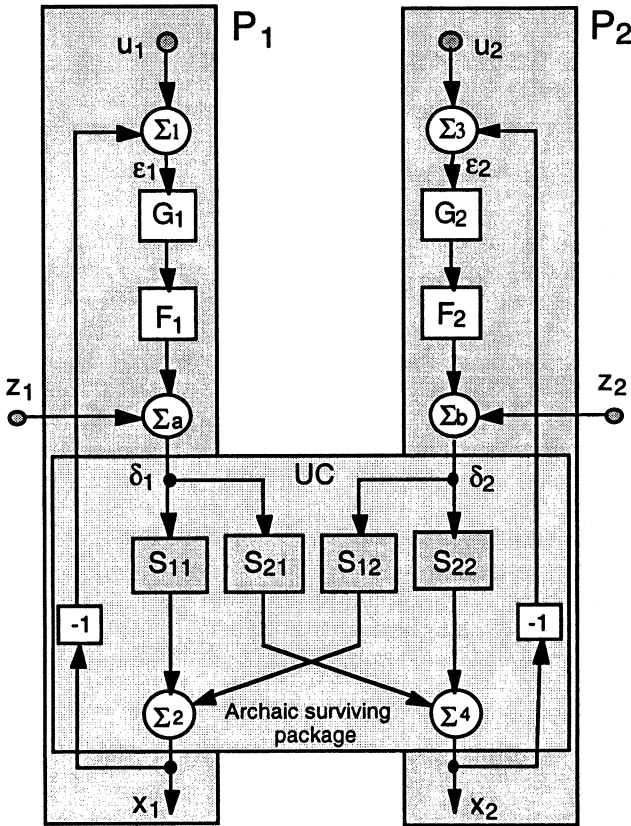 P1 P2
u1 u2
Σ1 Σ3
ε1 ε2
G1 G2
F1 F2
z1 z2
Σa Σb
δ1 UC δ2
S11 S21 S12 S22
-1 -1
Σ2 Σ4
Archaic surviving
package
x1 x2